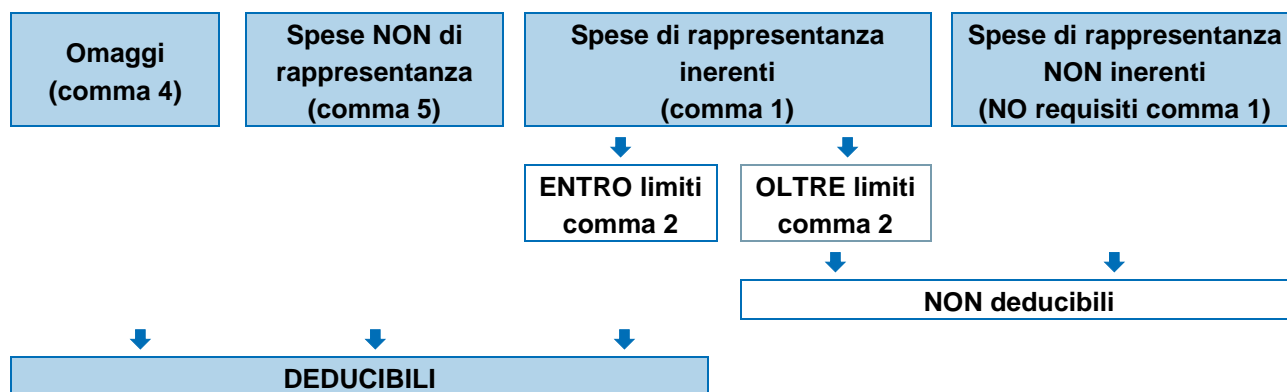 Omaggi
(comma 4)
Spese NON di
rappresentanza
(comma 5)
Spese di rappresentanza
inerenti
(comma 1)
Spese di rappresentanza
NON inerenti
(NO requisiti comma 1)
ENTRO limiti
comma 2
OLTRE limiti
comma 2
NON deducibili
DEDUCIBILI